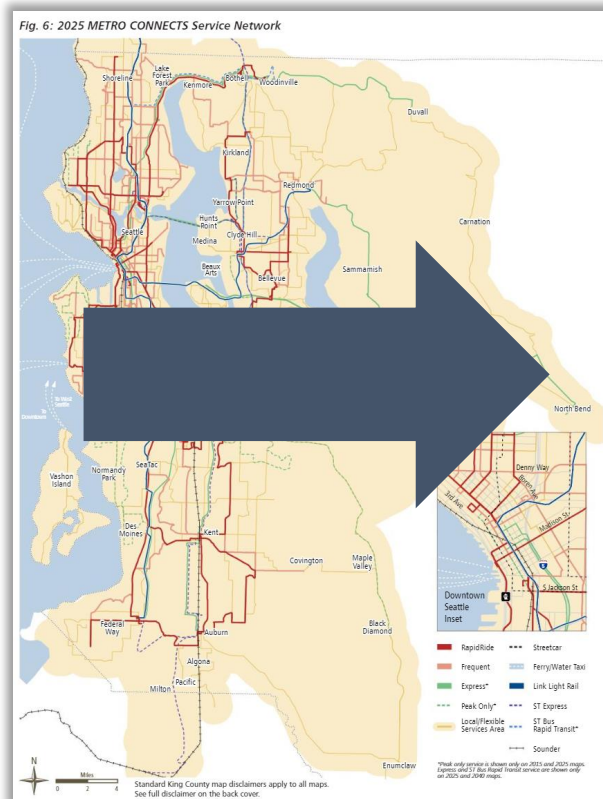 Fig. 6: 2025 METRO CONNECTS Service Network
Shoreline
Lake
Forest
Park
Kenmore
Bothell
Woodinville
Duvall
Kirkland
Redmond
Yarrow Point
Hunts
Point
Clyde Hill
Medina
Seattle
Beaux
Arts
Bellevue
Carnation
Sammamish
North Bend
Vashon
Island
Normandy
Park
SeaTac
Des
Moines
Kent
Covington
Maple
Valley
Black
Diamond
Federal
Way
Auburn
Algona
Pacific
Milton
Enumclaw
Denny Way
Boren Ave
3rd Ave
Madison St
5
S Jackson St
Downtown
Seattle
Inset
RapidRide
Frequent
Express*
Peak Only*
Local/Flexible
Services Area
Streetcar
Ferry/Water Taxi
Link Light Rail
ST Express
ST Bus
Rapid Transit*
Sounder
*Peak only service is shown only on 2015 and 2025 maps.
Express and ST Bus Rapid Transit service are shown only
on 2025 and 2040 maps.
N
Miles
0 2 4
Standard King County map disclaimers apply to all maps.
See full disclaimer on the back cover.